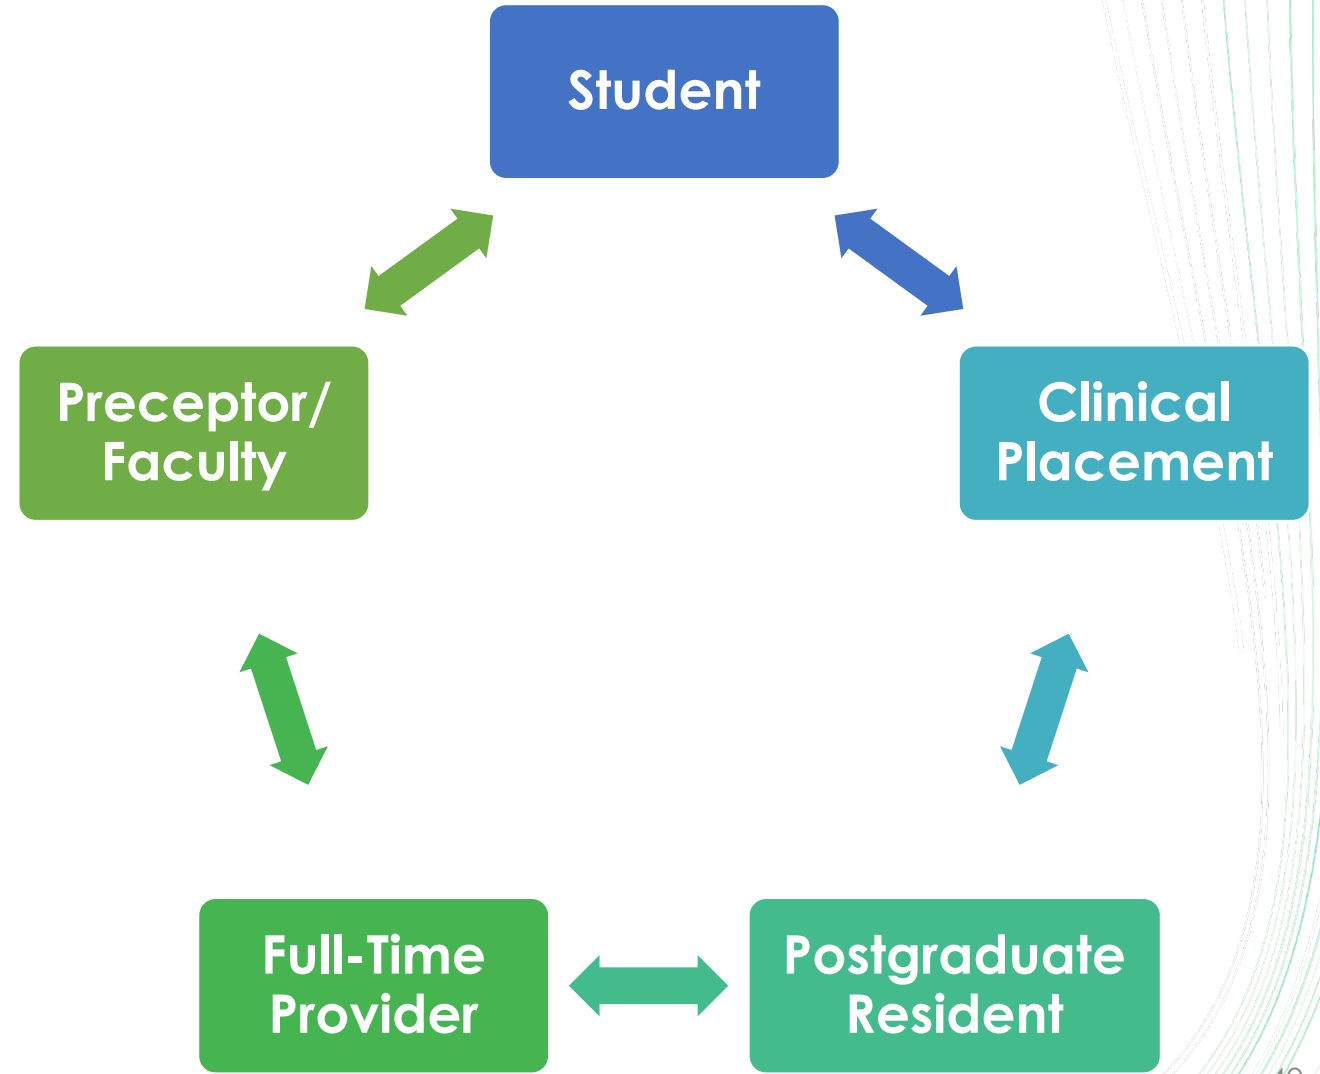 Student
Preceptor/
Faculty
Clinical
Placement
Full-Time
Provider
Postgraduate
Resident